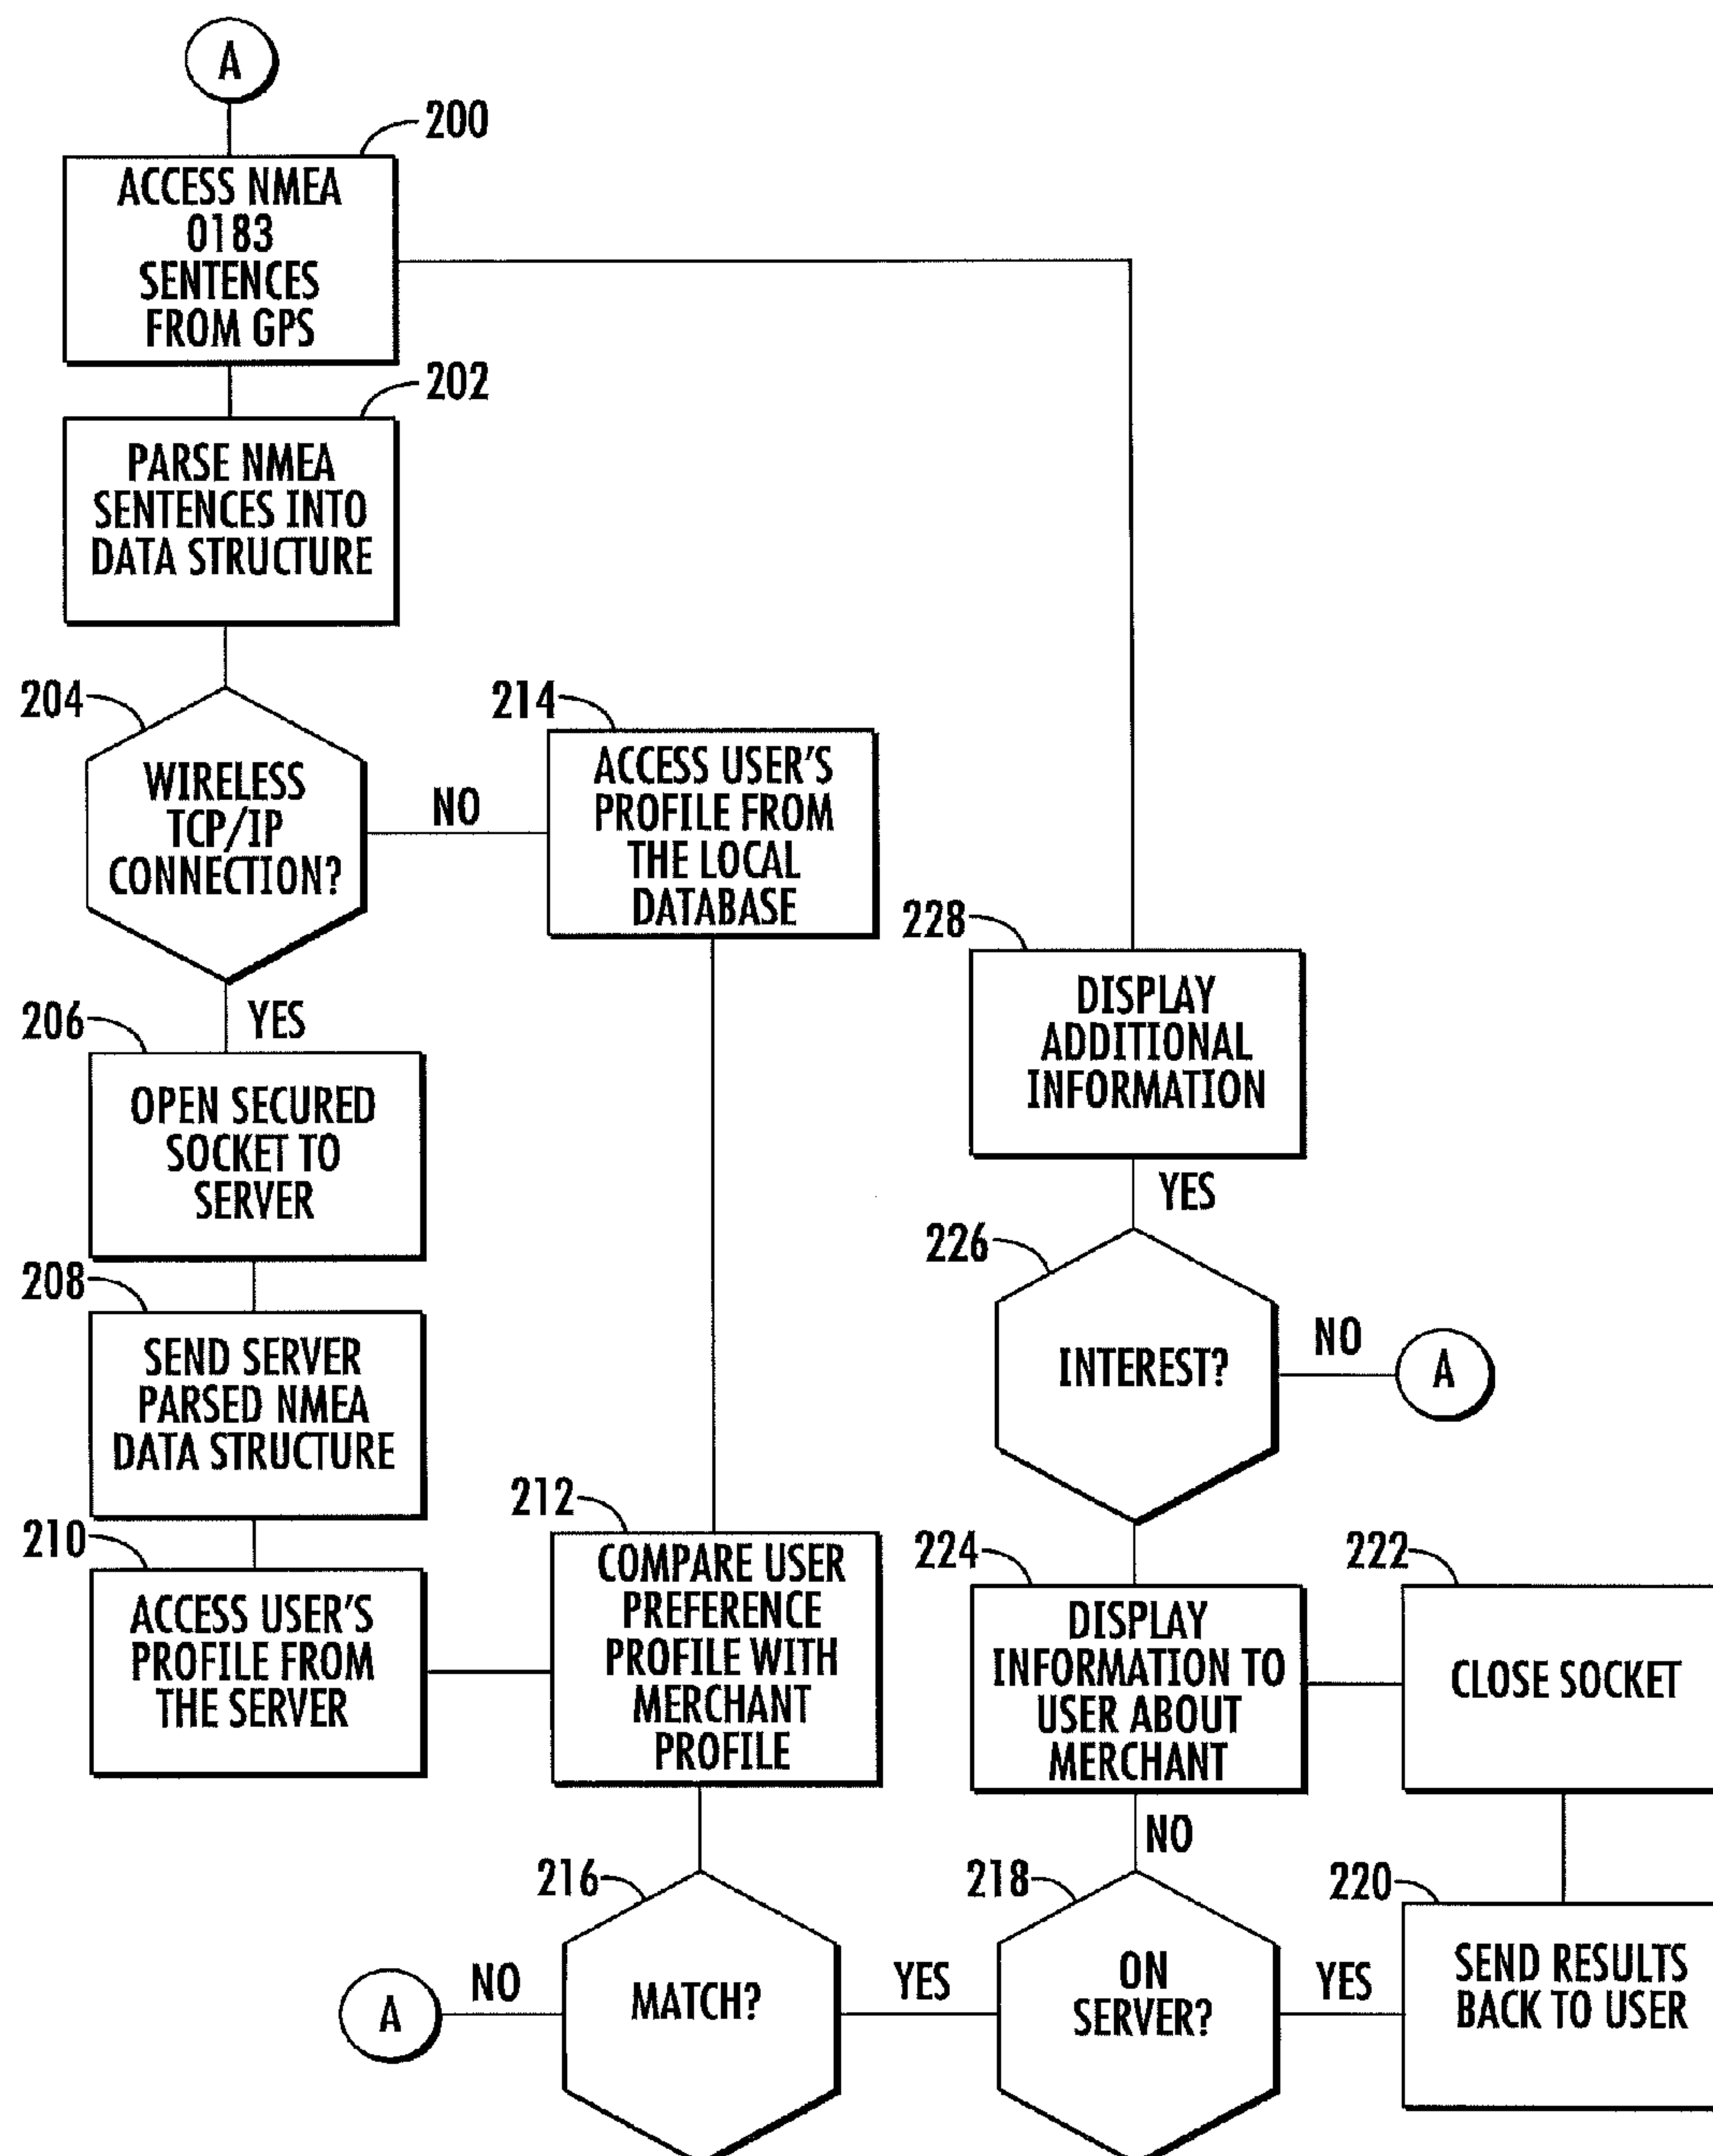 A
200
ACCESS NMEA
0183
SENTENCES
FROM GPS
202
PARSE NMEA
SENTENCES INTO
DATA STRUCTURE
204
WIRELESS
TCP/IP
CONNECTION?
NO
214
ACCESS USER'S
PROFILE FROM
THE LOCAL
DATABASE
YES
206
OPEN SECURED
SOCKET TO
SERVER
208
SEND SERVER
PARSED NMEA
DATA STRUCTURE
210
ACCESS USER'S
PROFILE FROM
THE SERVER
212
COMPARE USER
PREFERENCE
PROFILE WITH
MERCHANT
PROFILE
216
MATCH?
NO
A
YES
218
ON
SERVER?
YES
220
SEND RESULTS
BACK TO USER
222
CLOSE SOCKET
NO
224
DISPLAY
INFORMATION TO
USER ABOUT
MERCHANT
226
INTEREST?
NO
A
YES
228
DISPLAY
ADDITIONAL
INFORMATION